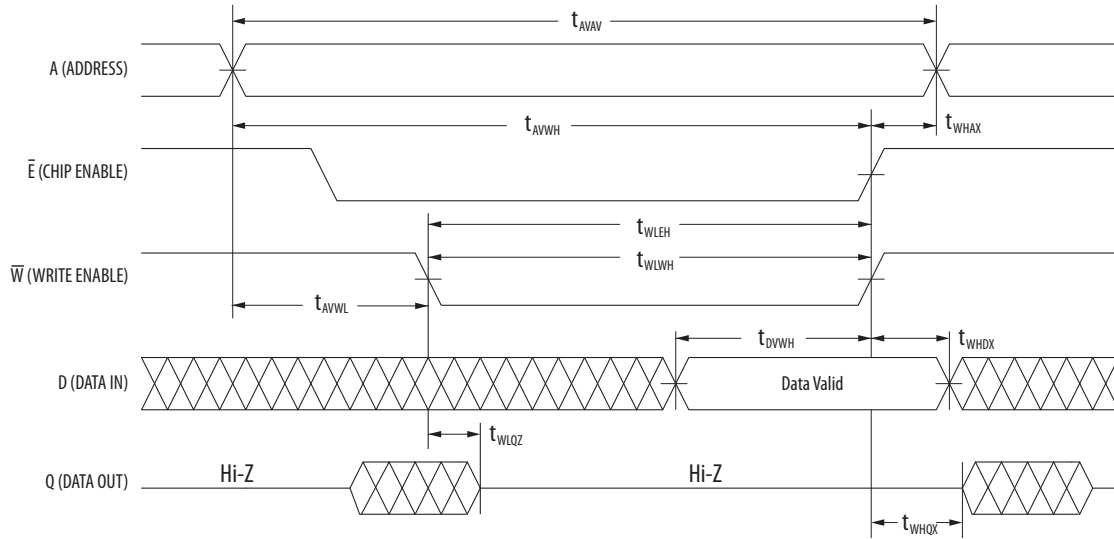 tAVAV
A (ADDRESS)
tAVWH
tWHAX
E̅ (CHIP ENABLE)
tWLEH
tWLWH
W̅ (WRITE ENABLE)
tAVWL
tDVWH
tWHDX
D (DATA IN)
Data Valid
tWLQZ
Hi-Z
Hi-Z
Q (DATA OUT)
tWHQX